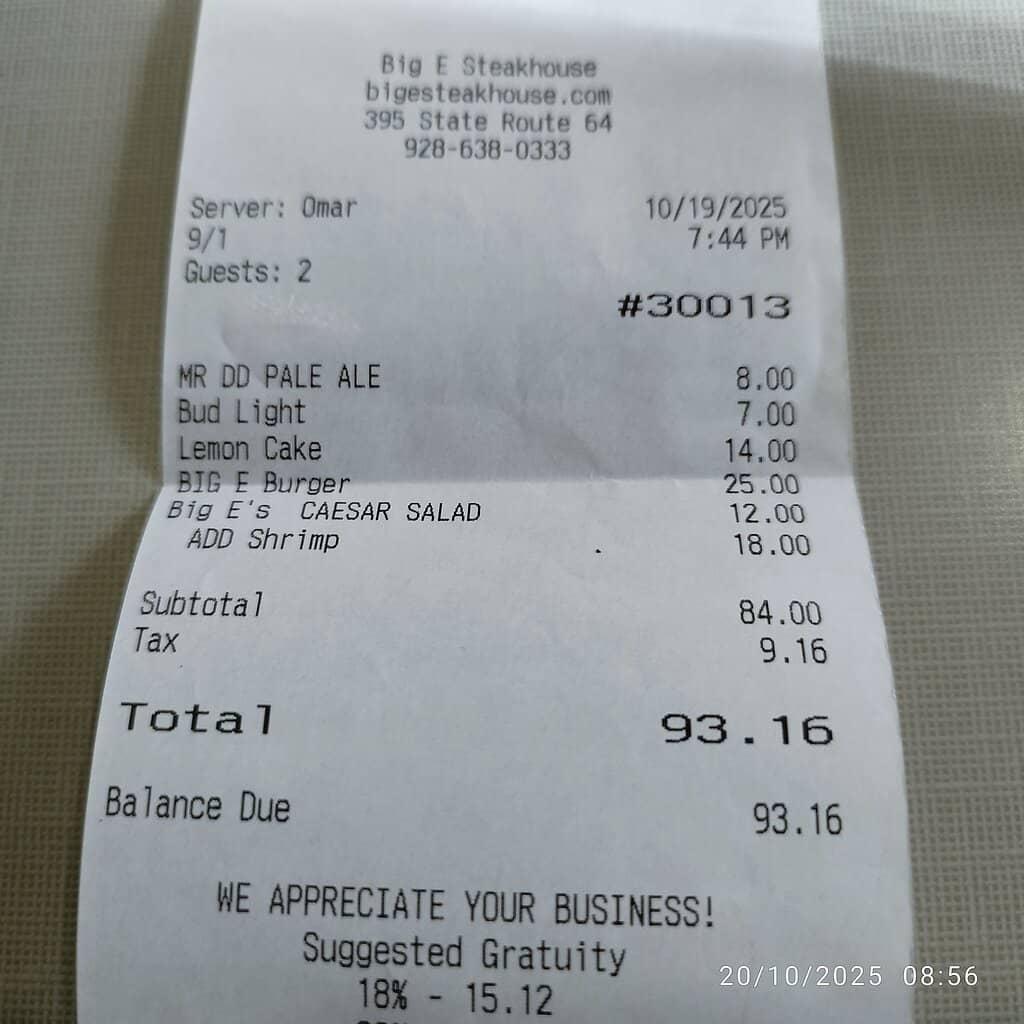 Big E Steakhouse
bigesteakhouse.com
395 State Route 64
928-638-0333
Server: Omar 10/19/2025
9/1 7:44 PM
Guests: 2
#30013
MR DD PALE ALE 8.00
Bud Light 7.00
Lemon Cake 14.00
BIG E Burger 25.00
Big E's CAESAR SALAD 12.00
ADD Shrimp 18.00
Subtotal 84.00
Tax 9.16
Total 93.16
Balance Due 93.16
WE APPRECIATE YOUR BUSINESS!
Suggested Gratuity
18% - 15.12
20/10/2025 08:56